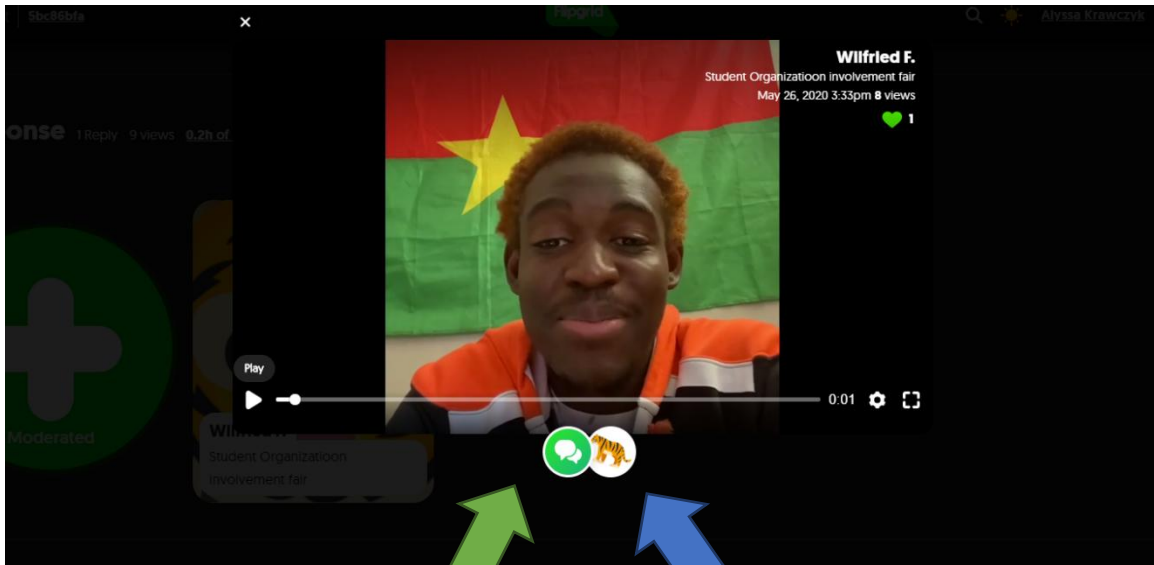 5bc86bfa
Flipgrid
Alyssa Krawczyk
Wilfried F.
Student Organizatioon involvement fair
May 26, 2020 3:33pm 8 views
1
onse 1 Reply 9 views 0.2h of
Play
0:01
Moderated
Student Organizatioon
involvement fair